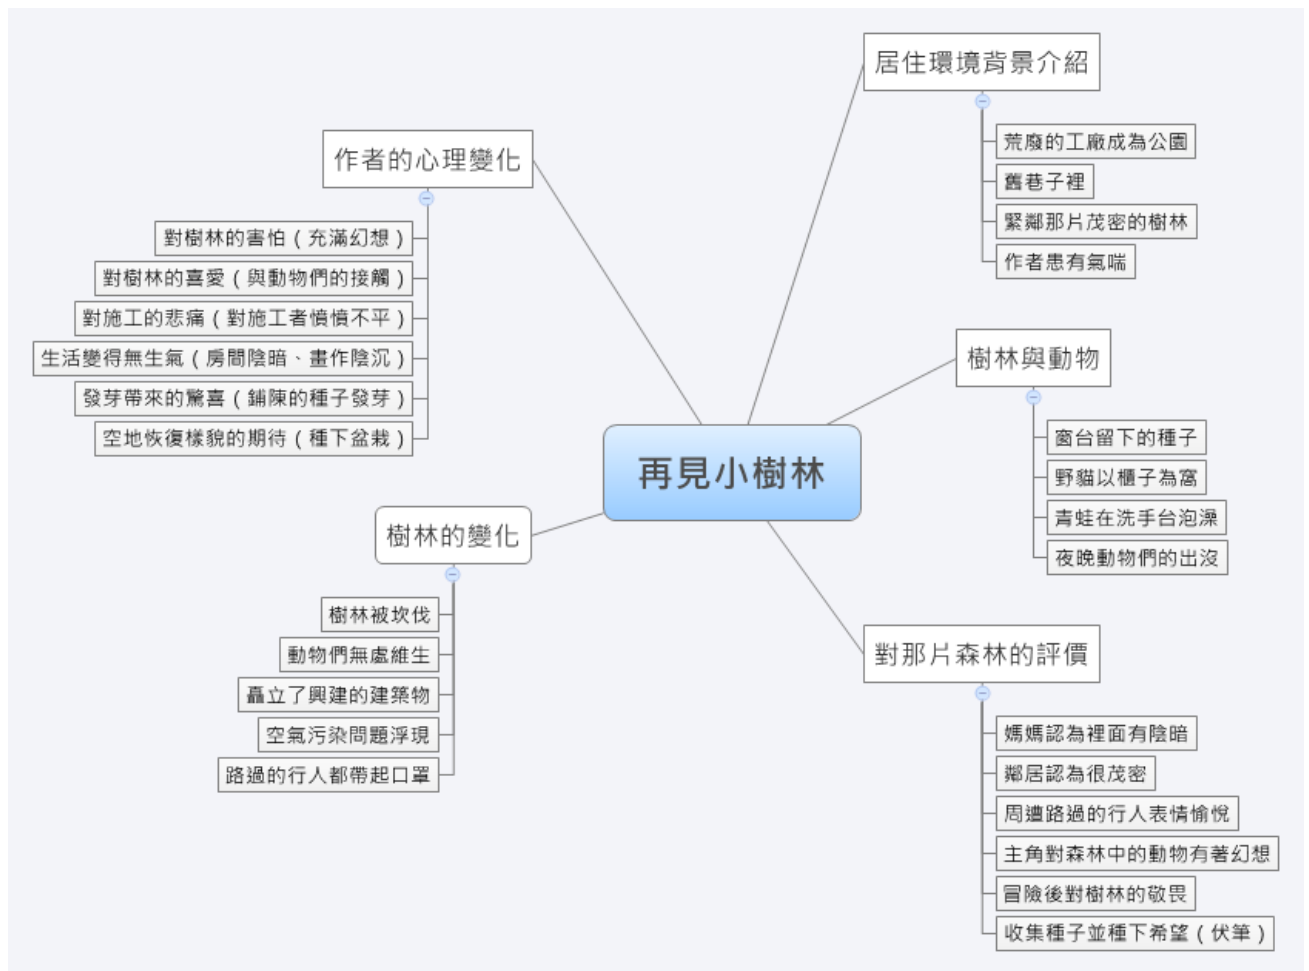 再見小樹林
居住環境背景介紹
荒廢的工廠成為公園
舊巷子裡
緊鄰那片茂密的樹林
作者患有氣喘
樹林與動物
窗台留下的種子
野貓以櫃子為窩
青蛙在洗手台泡澡
夜晚動物們的出沒
對那片森林的評價
媽媽認為裡面有陰暗
鄰居認為很茂密
周遭路過的行人表情愉悅
主角對森林中的動物有著幻想
冒險後對樹林的敬畏
收集種子並種下希望（伏筆）
作者的心理變化
對樹林的害怕（充滿幻想）
對樹林的喜愛（與動物們的接觸）
對施工的悲痛（對施工者憤憤不平）
生活變得無生氣（房間陰暗、畫作陰沉）
發芽帶來的驚喜（鋪陳的種子發芽）
空地恢復樣貌的期待（種下盆栽）
樹林的變化
樹林被坎伐
動物們無處維生
矗立了興建的建築物
空氣污染問題浮現
路過的行人都帶起口罩